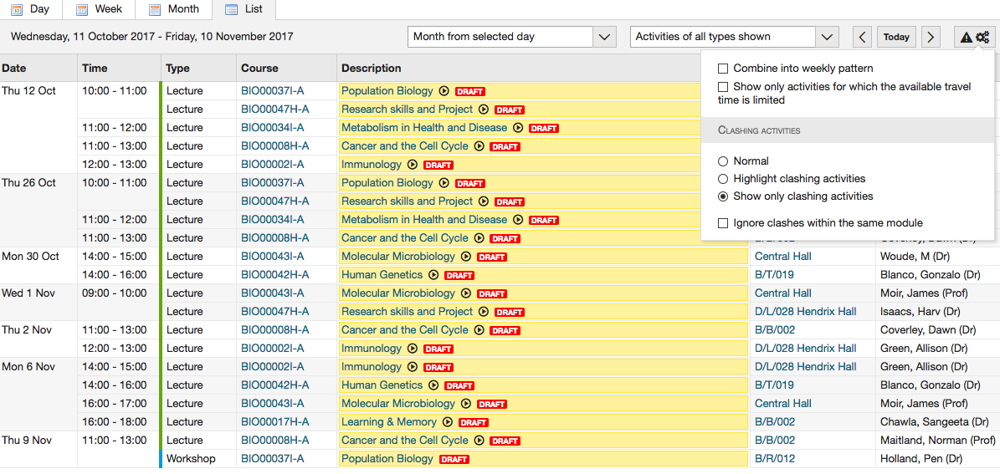 Day Week Month List
Wednesday, 11 October 2017 - Friday, 10 November 2017 Month from selected day Activities of all types shown Today
Date Time Type Course Description
Combine into weekly pattern
Show only activities for which the available travel
time is limited
CLASHING ACTIVITIES
Normal
Highlight clashing activities
Show only clashing activities
Ignore clashes within the same module
Thu 12 Oct 10:00 - 11:00 Lecture BIO00037I-A Population Biology DRAFT
Lecture BIO00047H-A Research skills and Project DRAFT
11:00 - 12:00 Lecture BIO00034I-A Metabolism in Health and Disease DRAFT
11:00 - 13:00 Lecture BIO00008H-A Cancer and the Cell Cycle DRAFT
12:00 - 13:00 Lecture BIO00002I-A Immunology DRAFT
Thu 26 Oct 10:00 - 11:00 Lecture BIO00037I-A Population Biology DRAFT
Lecture BIO00047H-A Research skills and Project DRAFT
11:00 - 12:00 Lecture BIO00034I-A Metabolism in Health and Disease DRAFT
11:00 - 13:00 Lecture BIO00008H-A Cancer and the Cell Cycle DRAFT
Mon 30 Oct 14:00 - 15:00 Lecture BIO00043I-A Molecular Microbiology DRAFT Central Hall Woude, M (Dr)
14:00 - 16:00 Lecture BIO00042H-A Human Genetics DRAFT B/T/019 Blanco, Gonzalo (Dr)
Wed 1 Nov 09:00 - 10:00 Lecture BIO00043I-A Molecular Microbiology DRAFT Central Hall Moir, James (Prof)
Lecture BIO00047H-A Research skills and Project DRAFT D/L/028 Hendrix Hall Isaacs, Harv (Dr)
Thu 2 Nov 11:00 - 13:00 Lecture BIO00008H-A Cancer and the Cell Cycle DRAFT B/B/002 Coverley, Dawn (Dr)
12:00 - 13:00 Lecture BIO00002I-A Immunology DRAFT D/L/028 Hendrix Hall Green, Allison (Dr)
Mon 6 Nov 14:00 - 15:00 Lecture BIO00002I-A Immunology DRAFT D/L/028 Hendrix Hall Green, Allison (Dr)
14:00 - 16:00 Lecture BIO00042H-A Human Genetics DRAFT B/T/019 Blanco, Gonzalo (Dr)
16:00 - 17:00 Lecture BIO00043I-A Molecular Microbiology DRAFT Central Hall Moir, James (Prof)
16:00 - 18:00 Lecture BIO00017H-A Learning & Memory DRAFT B/B/002 Chawla, Sangeeta (Dr)
Thu 9 Nov 11:00 - 13:00 Lecture BIO00008H-A Cancer and the Cell Cycle DRAFT B/B/002 Maitland, Norman (Prof)
Workshop BIO00037I-A Population Biology DRAFT B/R/012 Holland, Pen (Dr)